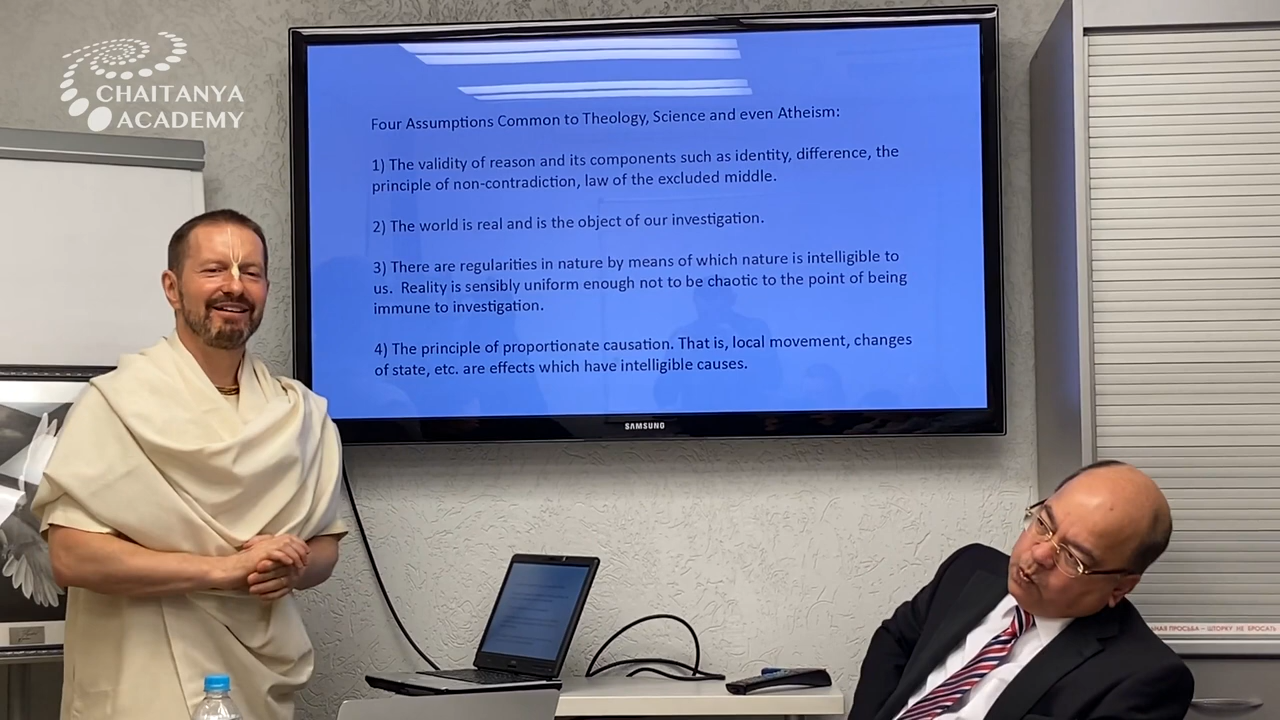 CHAITANYA
ACADEMY
Four Assumptions Common to Theology, Science and even Atheism:
1) The validity of reason and its components such as identity, difference, the
principle of non-contradiction, law of the excluded middle.
2) The world is real and is the object of our investigation.
3) There are regularities in nature by means of which nature is intelligible to
us. Reality is sensibly uniform enough not to be chaotic to the point of being
immune to investigation.
4) The principle of proportionate causation. That is, local movement, changes
of state, etc. are effects which have intelligible causes.
SAMSUNG
ПРОСЬБА – ШТОРКУ НЕ БРОСАТЬ